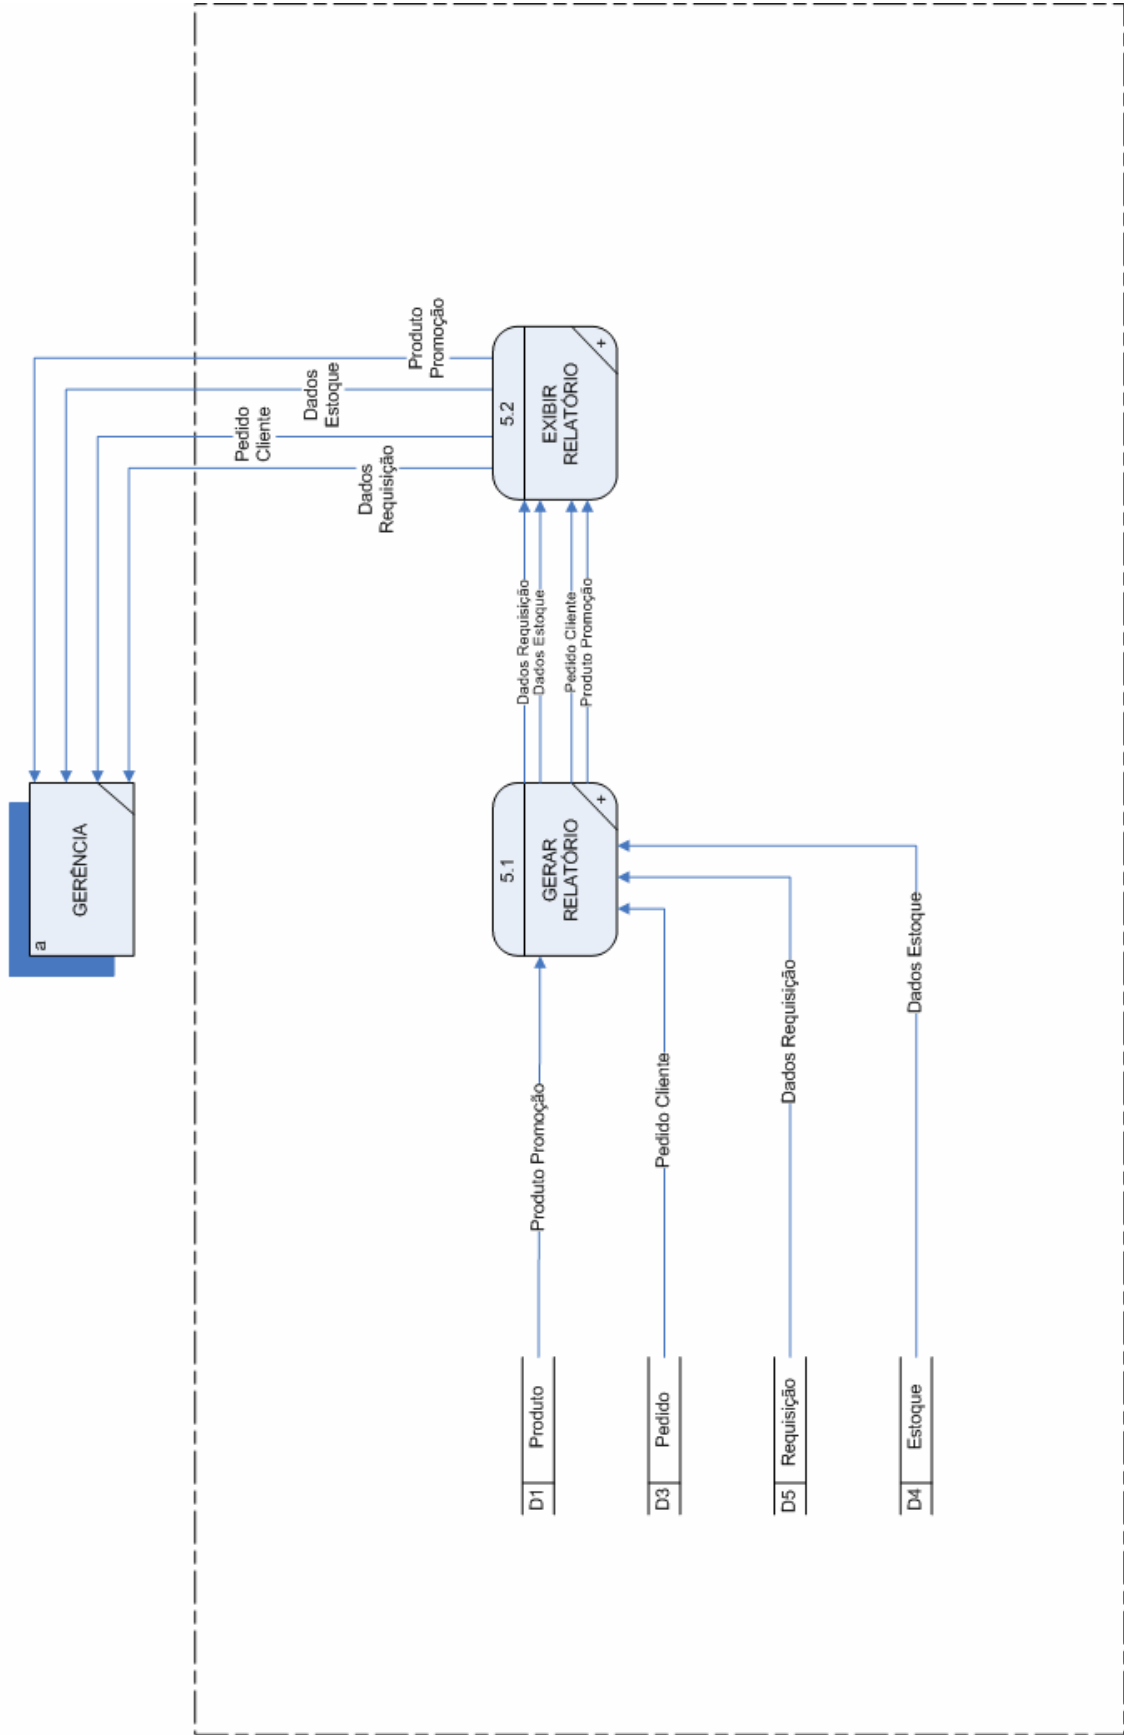 a
GERÊNCIA
Produto
Promoção
Dados
Estoque
Pedido
Cliente
Dados
Requisição
5.1
GERAR
RELATÓRIO
+
5.2
EXIBIR
RELATÓRIO
+
Dados Requisição
Dados Estoque
Pedido Cliente
Produto Promoção
D1 Produto
Produto Promoção
D3 Pedido
Pedido Cliente
D5 Requisição
Dados Requisição
D4 Estoque
Dados Estoque